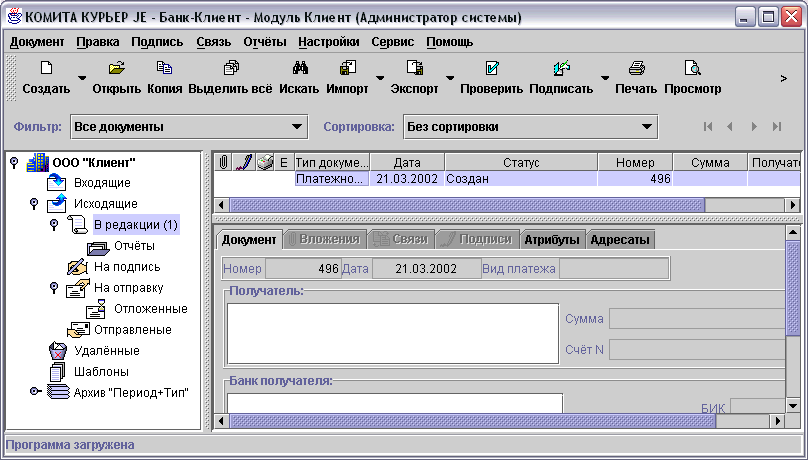 КОМИТА КУРЬЕР JE - Банк-Клиент - Модуль Клиент (Администратор системы)
Документ Правка Подпись Связь Отчёты Настройки Сервис Помощь
Создать Открыть Копия Выделить всё Искать Импорт Экспорт Проверить Подписать Печать Просмотр >
Фильтр: Все документы Сортировка: Без сортировки
ООО "Клиент"
Входящие
Исходящие
В редакции (1)
Отчёты
На подпись
На отправку
Отложенные
Отправленые
Удалённые
Шаблоны
Архив "Период+Тип"
Е Тип докуме... Дата Статус Номер Сумма Получате
Платежно... 21.03.2002 Создан 496
Документ Вложения Связи Подписи Атрибуты Адресаты
Номер 496 Дата 21.03.2002 Вид платежа
Получатель:
Сумма
Счёт N
Банк получателя:
БИК
Программа загружена